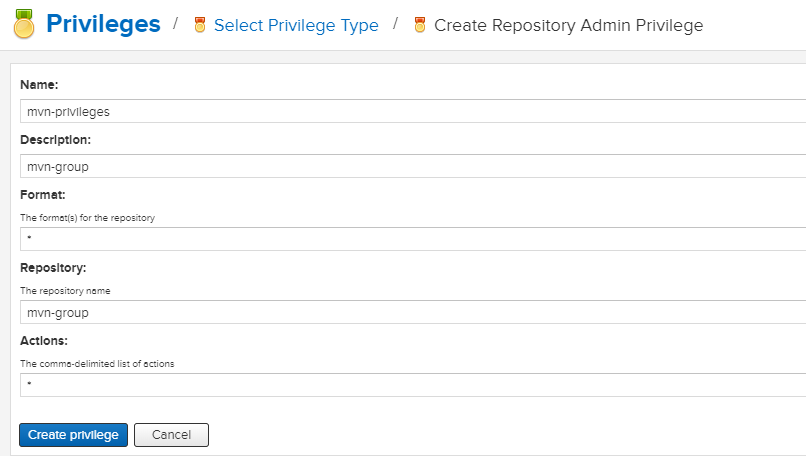 Privileges / Select Privilege Type / Create Repository Admin Privilege
Name:
mvn-privileges
Description:
mvn-group
Format:
The format(s) for the repository
*
Repository:
The repository name
mvn-group
Actions:
The comma-delimited list of actions
*
Create privilege Cancel